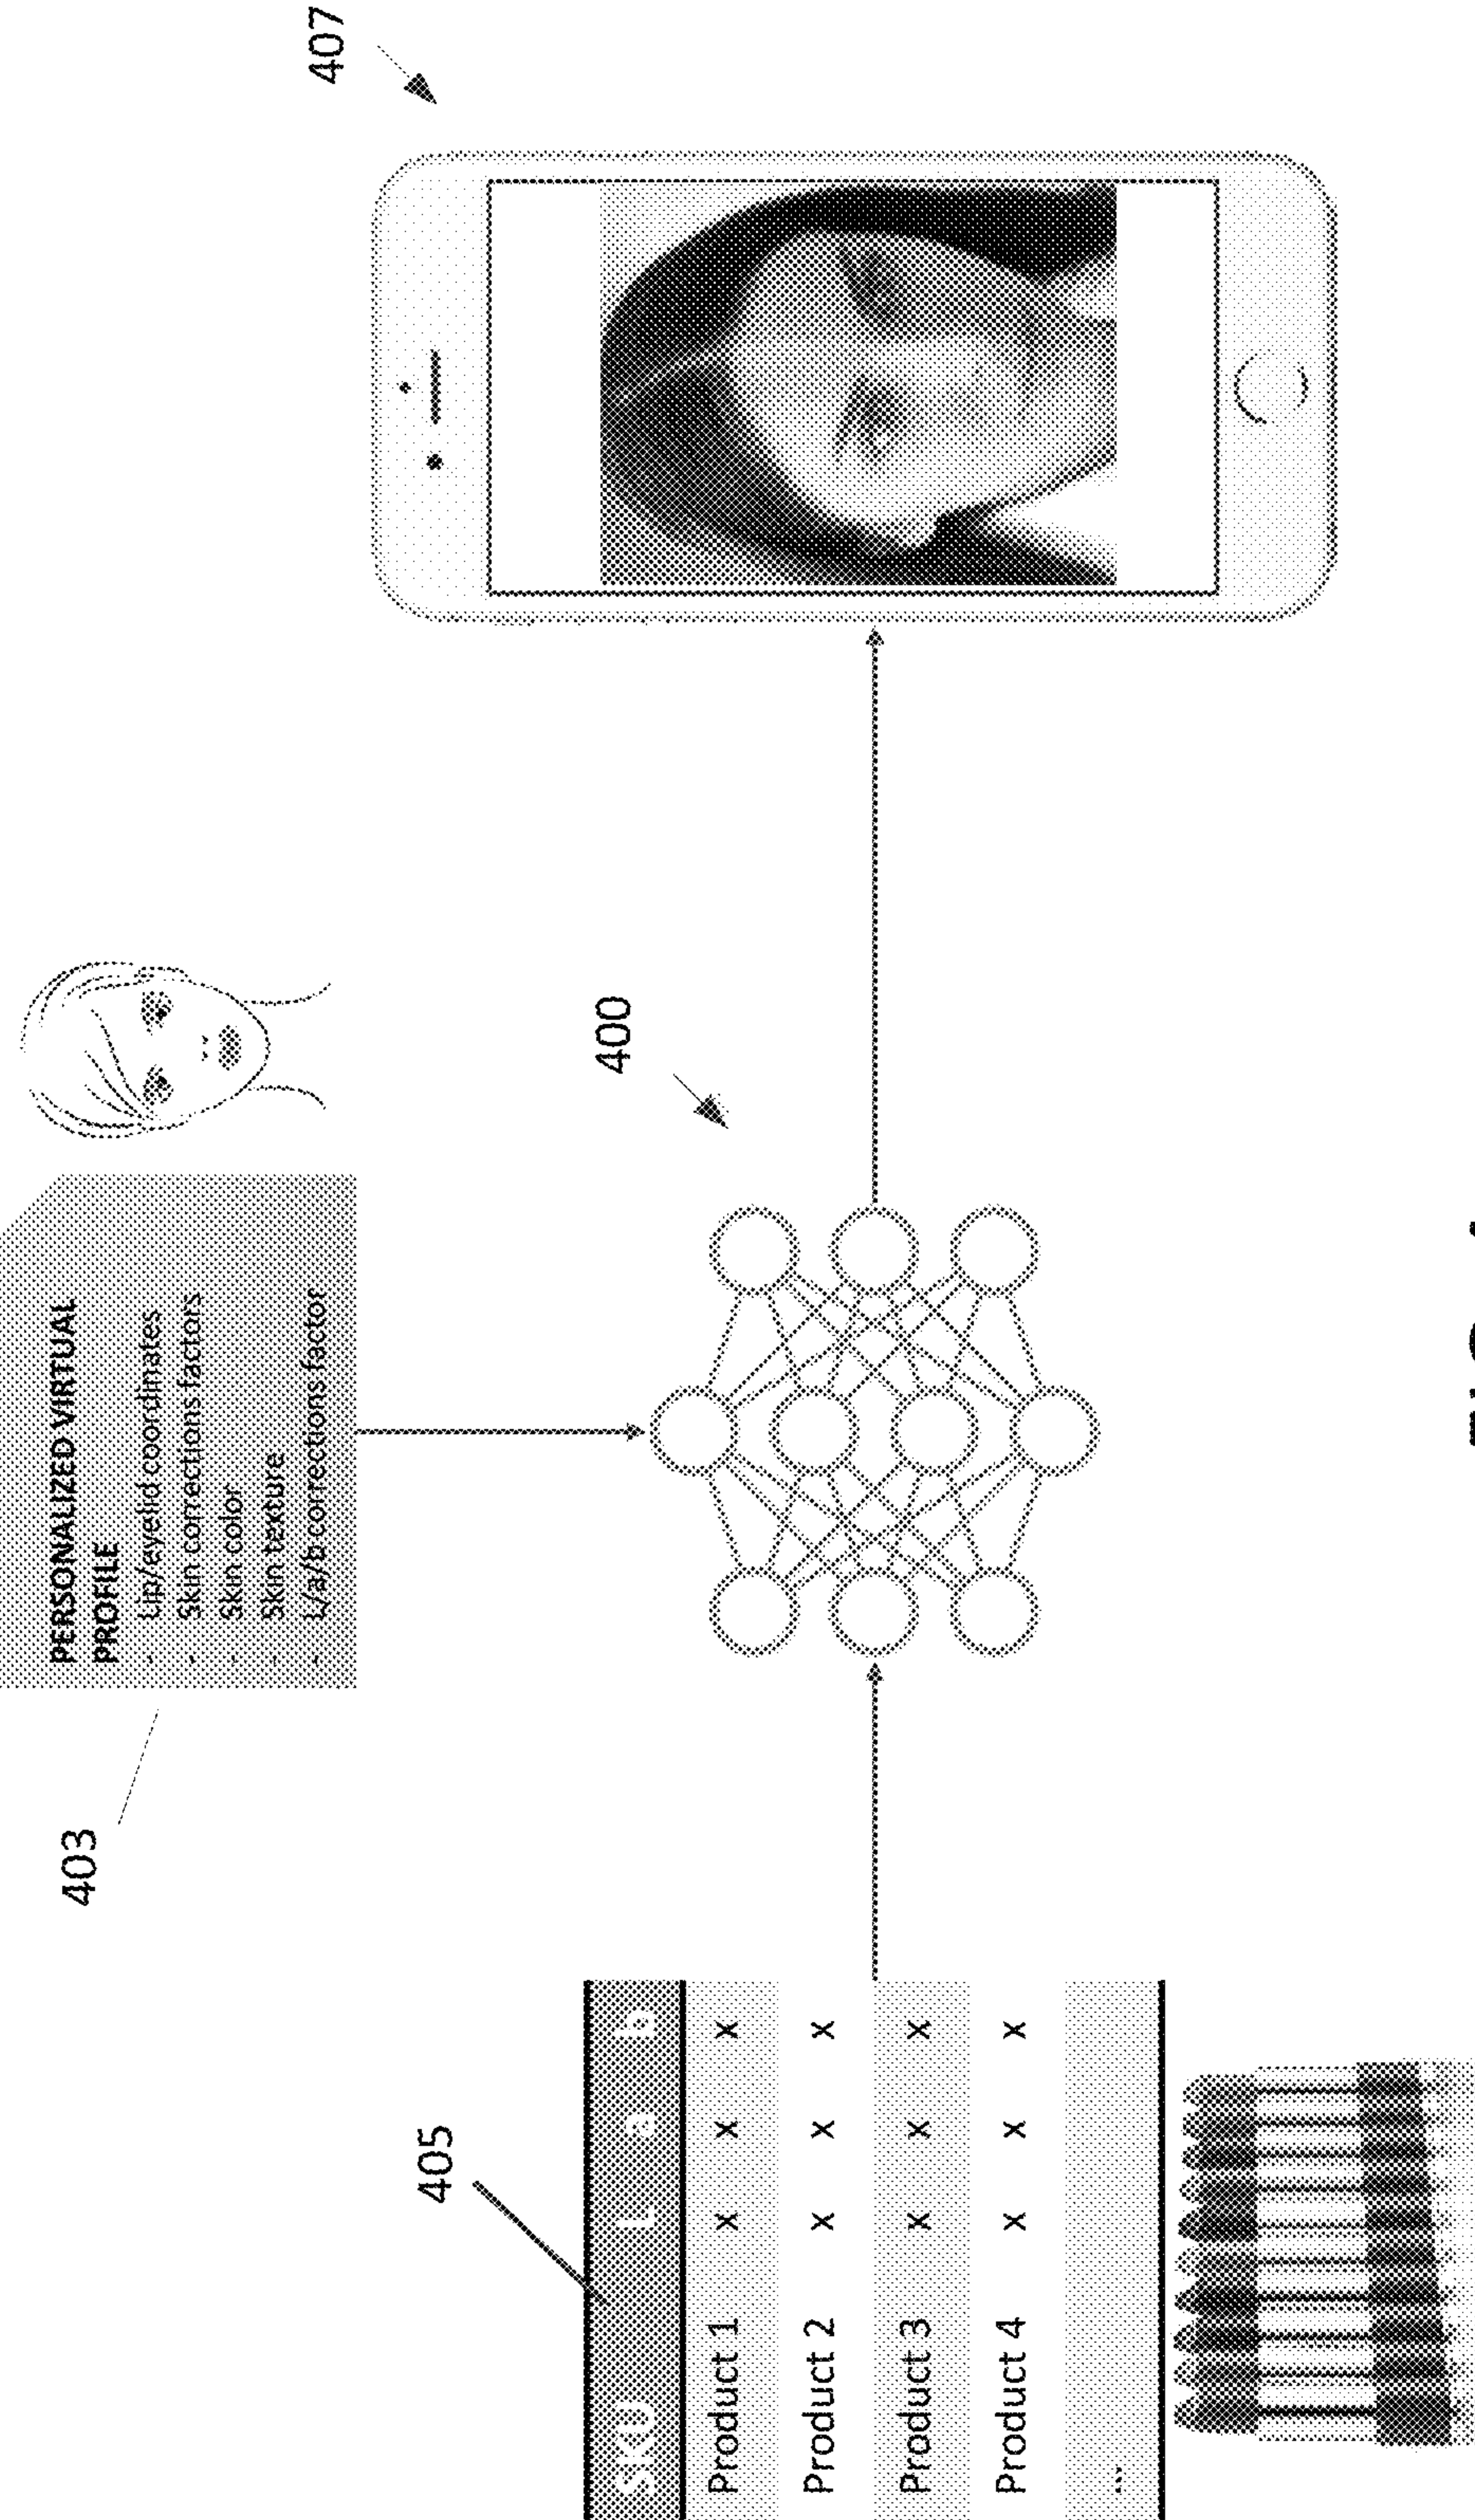 403
PERSONALIZED VIRTUAL
PROFILE
- Lip/eyelid coordinates
- Skin corrections factors
- Skin color
- Skin texture
- L/a/b corrections factor
407
405
400
SKU L a b
Product 1 x x x
Product 2 x x x
Product 3 x x x
Product 4 x x x
...